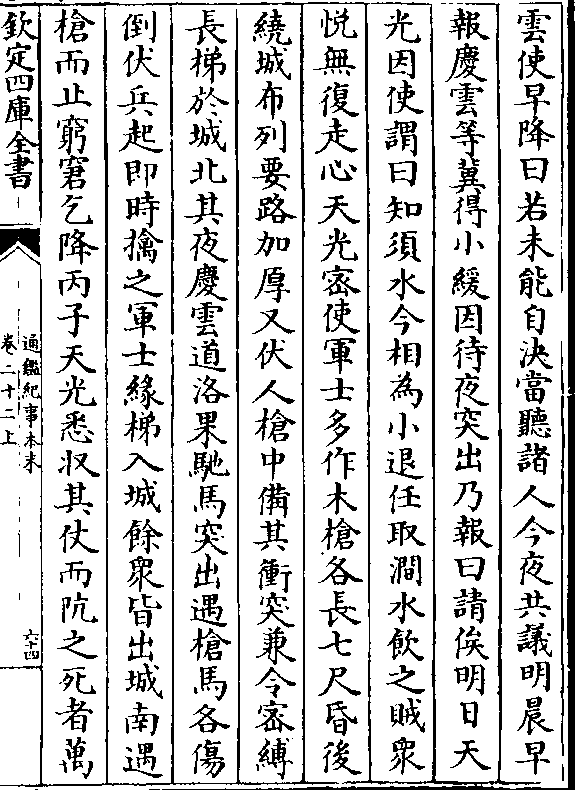 雲使早降曰若未能自決當聽諸人今夜共議明晨早
報慶雲等冀得小緩因待夜突出乃報曰請俟明日天
光因使謂曰知須水今相為小退任取澗水飲之賊衆
悦無復走心天光宻使軍士多作木槍各長七尺昏後
繞城布列要路加厚又伏人槍中備其衝突兼令宻縛
長梯於城北其夜慶雲道洛果馳馬突出遇槍馬各傷
倒伏兵起即時擒之軍士緣梯入城餘衆皆出城南遇
槍而止窮窘乞降丙子天光悉収其仗而阬之死者萬
欽定四庫全書
通鑑紀事本末
卷二十二上
六十四